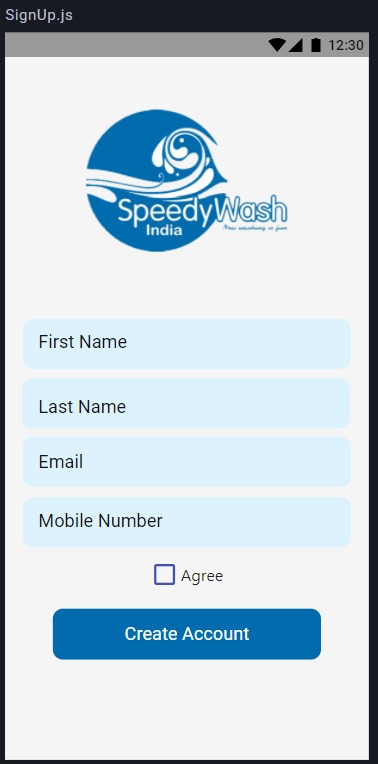 SignUp.js
12:30
SpeedyWash
India
Now washing is fun
First Name
Last Name
Email
Mobile Number
Agree
Create Account